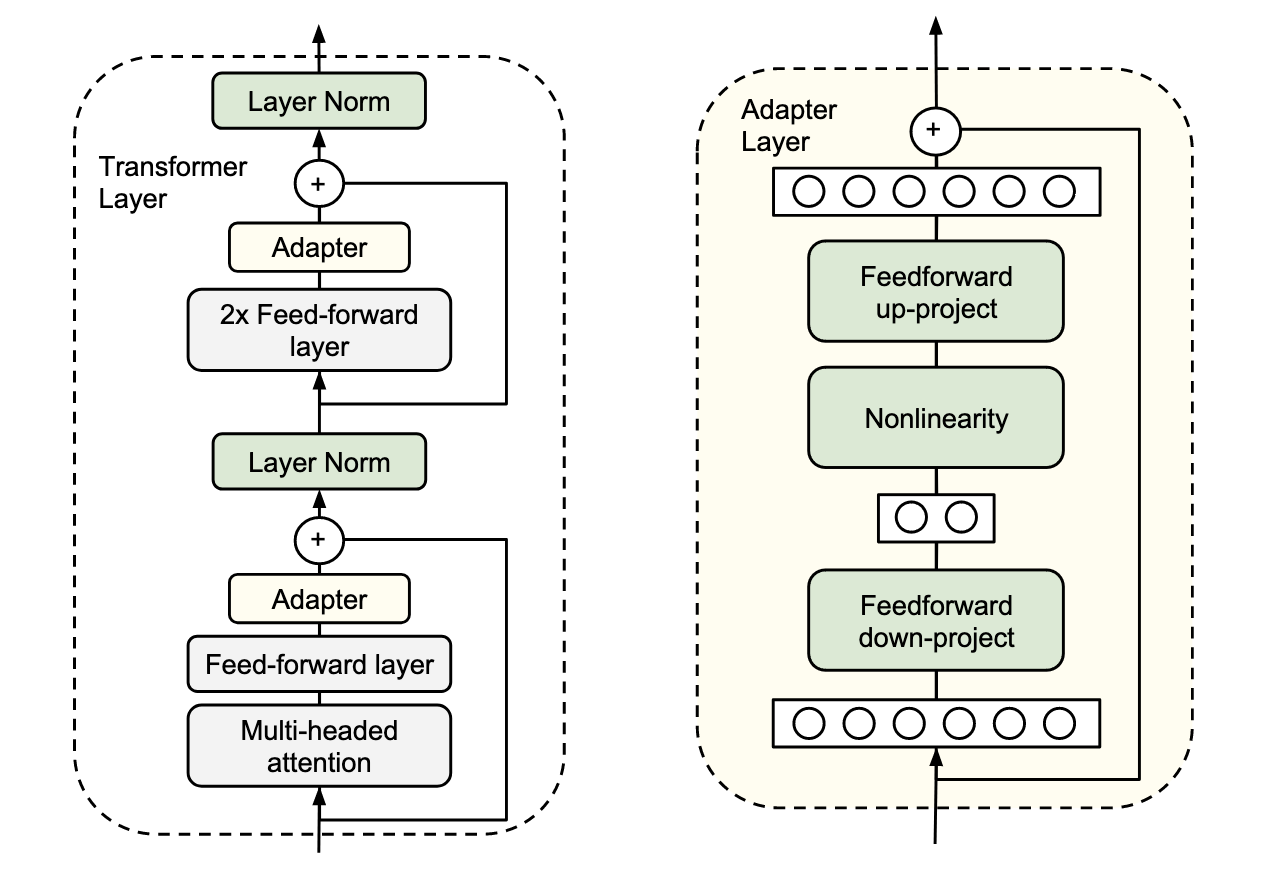 Transformer
Layer
Layer Norm
+
Adapter
2x Feed-forward
layer
Layer Norm
+
Adapter
Feed-forward layer
Multi-headed
attention
Adapter
Layer
+
Feedforward
up-project
Nonlinearity
Feedforward
down-project